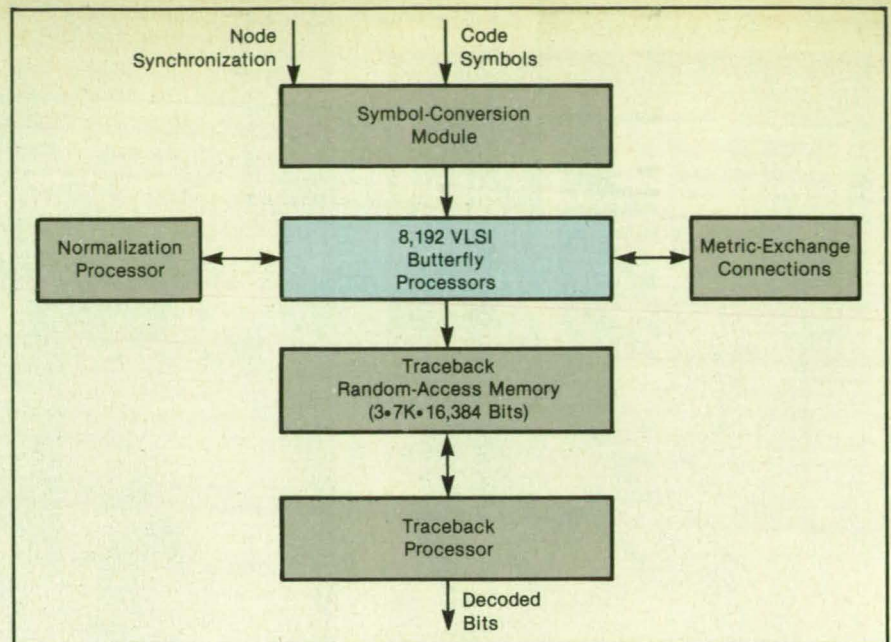 Node
Synchronization
Code
Symbols
Symbol-Conversion
Module
Normalization
Processor
8,192 VLSI
Butterfly
Processors
Metric-Exchange
Connections
Traceback
Random-Access Memory
(3•7K•16,384 Bits)
Traceback
Processor
Decoded
Bits